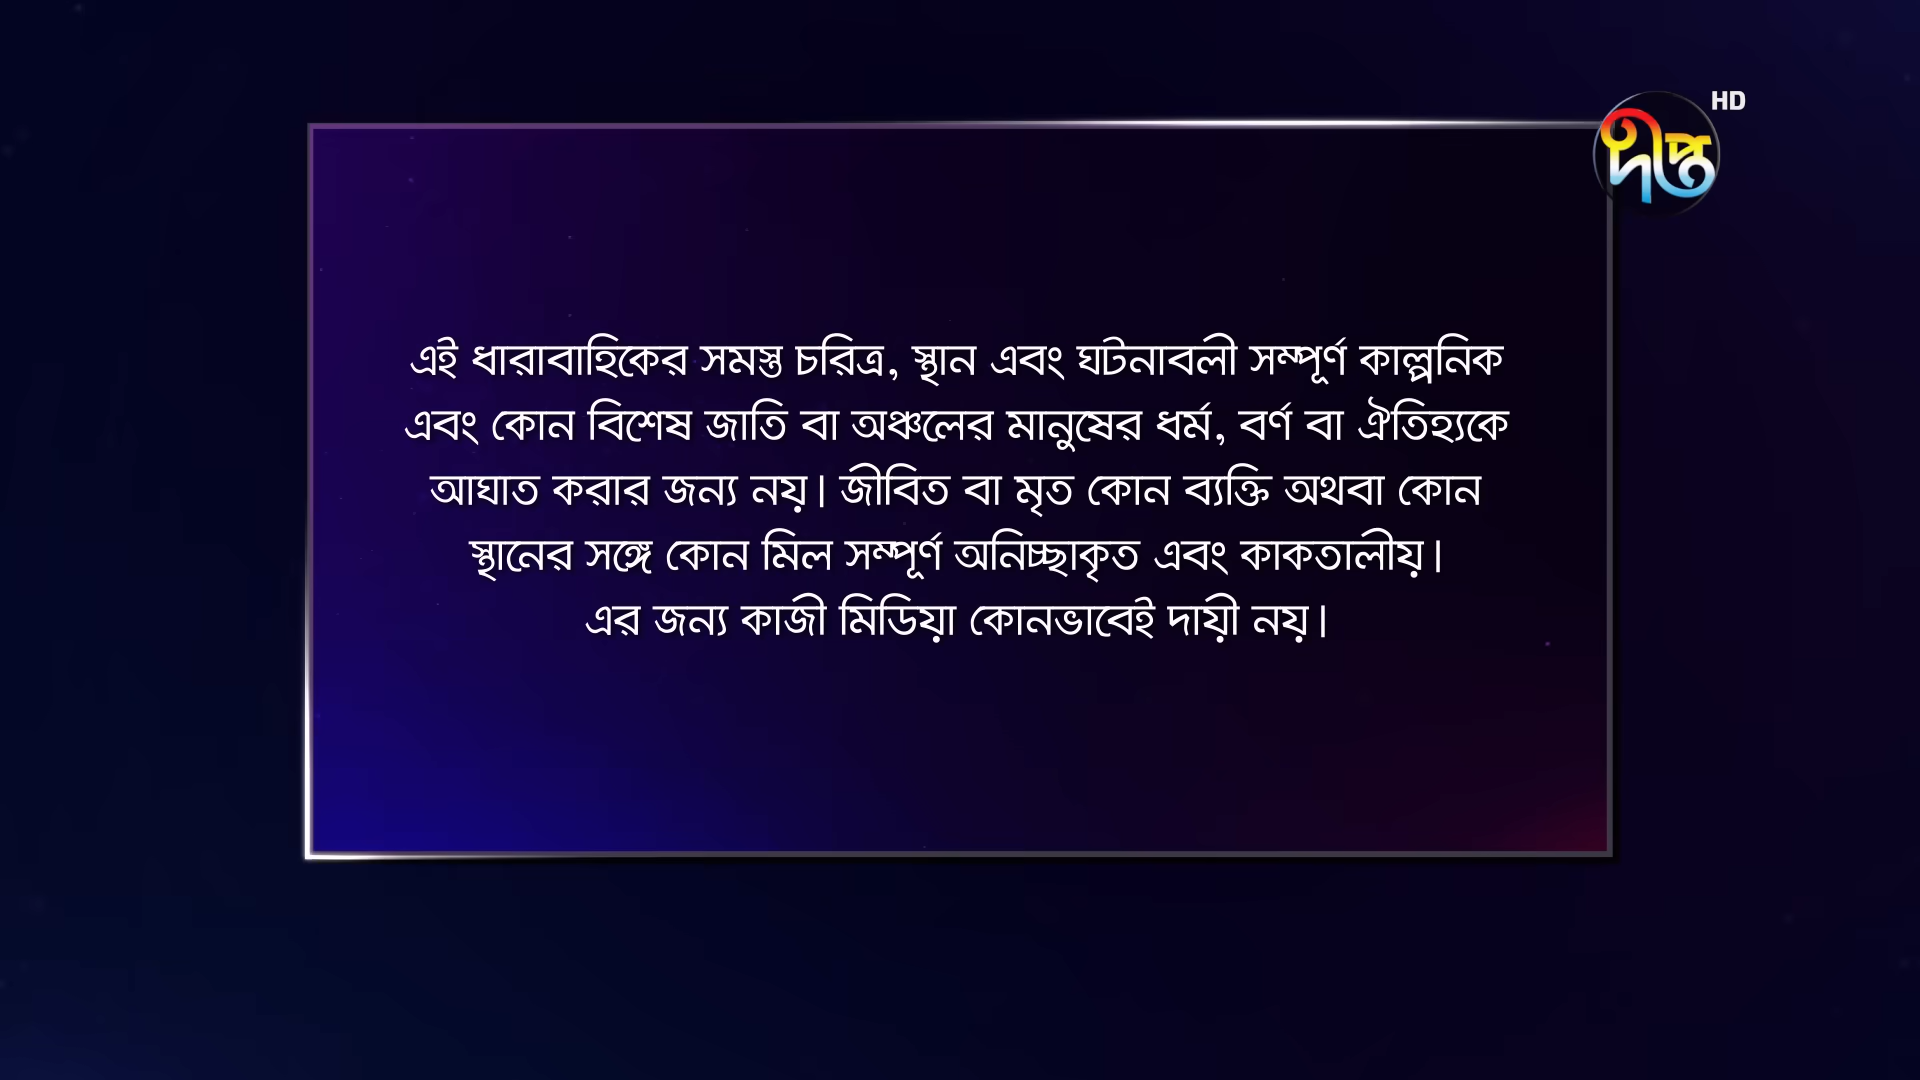 HD
দীপ্ত
এই ধারাবাহিকের সমস্ত চরিত্র, স্থান এবং ঘটনাবলী সম্পূর্ণ কাল্পনিক
এবং কোন বিশেষ জাতি বা অঞ্চলের মানুষের ধর্ম, বর্ণ বা ঐতিহ্যকে
আঘাত করার জন্য নয়। জীবিত বা মৃত কোন ব্যক্তি অথবা কোন
স্থানের সঙ্গে কোন মিল সম্পূর্ণ অনিচ্ছাকৃত এবং কাকতালীয়।
এর জন্য কাজী মিডিয়া কোনভাবেই দায়ী নয়।